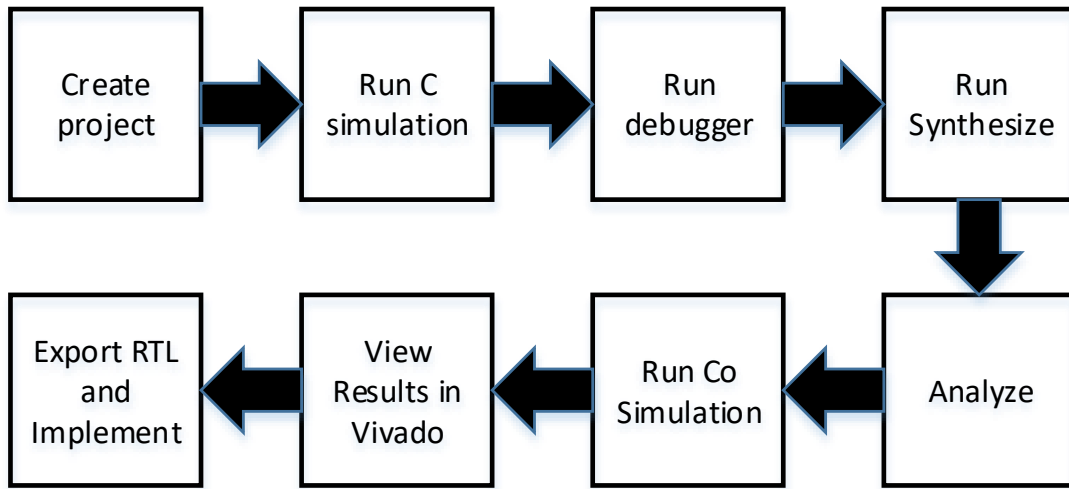 Create
project
Run C
simulation
Run
debugger
Run
Synthesize
Export RTL
and
Implement
View
Results in
Vivado
Run Co
Simulation
Analyze